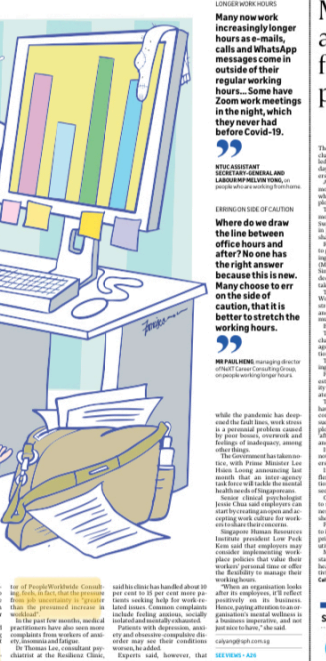 LONGER WORK HOURS
Many now work
increasingly longer
hours as e-mails,
calls and WhatsApp
messages come in
outside of their
regular working
hours... Some have
Zoom work meetings
in the night, which
they never had
before Covid-19.
”
NTUC ASSISTANT
SECRETARY-GENERAL AND
LABOUR MP MELVIN YONG, on
people who are working from home.
ERRING ON SIDE OF CAUTION
Where do we draw
the line between
office hours and
after? No one has
the right answer
because this is new.
Many choose to err
on the side of
caution, that it is
better to stretch the
working hours.
”
MR PAUL HENG, managing director
of NeXT Career Consulting Group,
on people working longer hours.
while the pandemic has deep-
ened the fault lines, work stress
is a perennial problem caused
by poor bosses, overwork and
feelings of inadequacy, among
other things.
The Government has taken no-
tice, with Prime Minister Lee
Hsien Loong announcing last
month that an inter-agency
task force will tackle the mental
health needs of Singaporeans.
Senior clinical psychologist
Jessie Chua said employers can
start by creating an open and ac-
cepting work culture for work-
ers to share their concerns.
Singapore Human Resources
Institute president Low Peck
Kem said that employers may
consider implementing work-
place policies that value their
workers' personal time or offer
the flexibility to manage their
working hours.
"When an organisation looks
after its employees, it'll reflect
positively on its business.
Hence, paying attention to an or-
ganisation's mental wellness is
a business imperative, and not
just nice to have," she said.
calyang@sph.com.sg
SEE VIEWS • A28
tor of PeopleWorldwide Consult-
ing, feels, in fact, that the pressure
from job uncertainty is "greater
than the presumed increase in
workload".
In the past few months, medical
practitioners have also seen more
complaints from workers of anxi-
ety, insomnia and fatigue.
Dr Thomas Lee, consultant psy-
chiatrist at the Resilienz Clinic,
said his clinic has handled about 10
per cent to 15 per cent more pa-
tients seeking help for work-re-
lated issues. Common complaints
include feeling anxious, socially
isolated and mentally exhausted.
Patients with depression, anxi-
ety and obsessive-compulsive dis-
order may see their conditions
worsen, he added.
Experts said, however, that